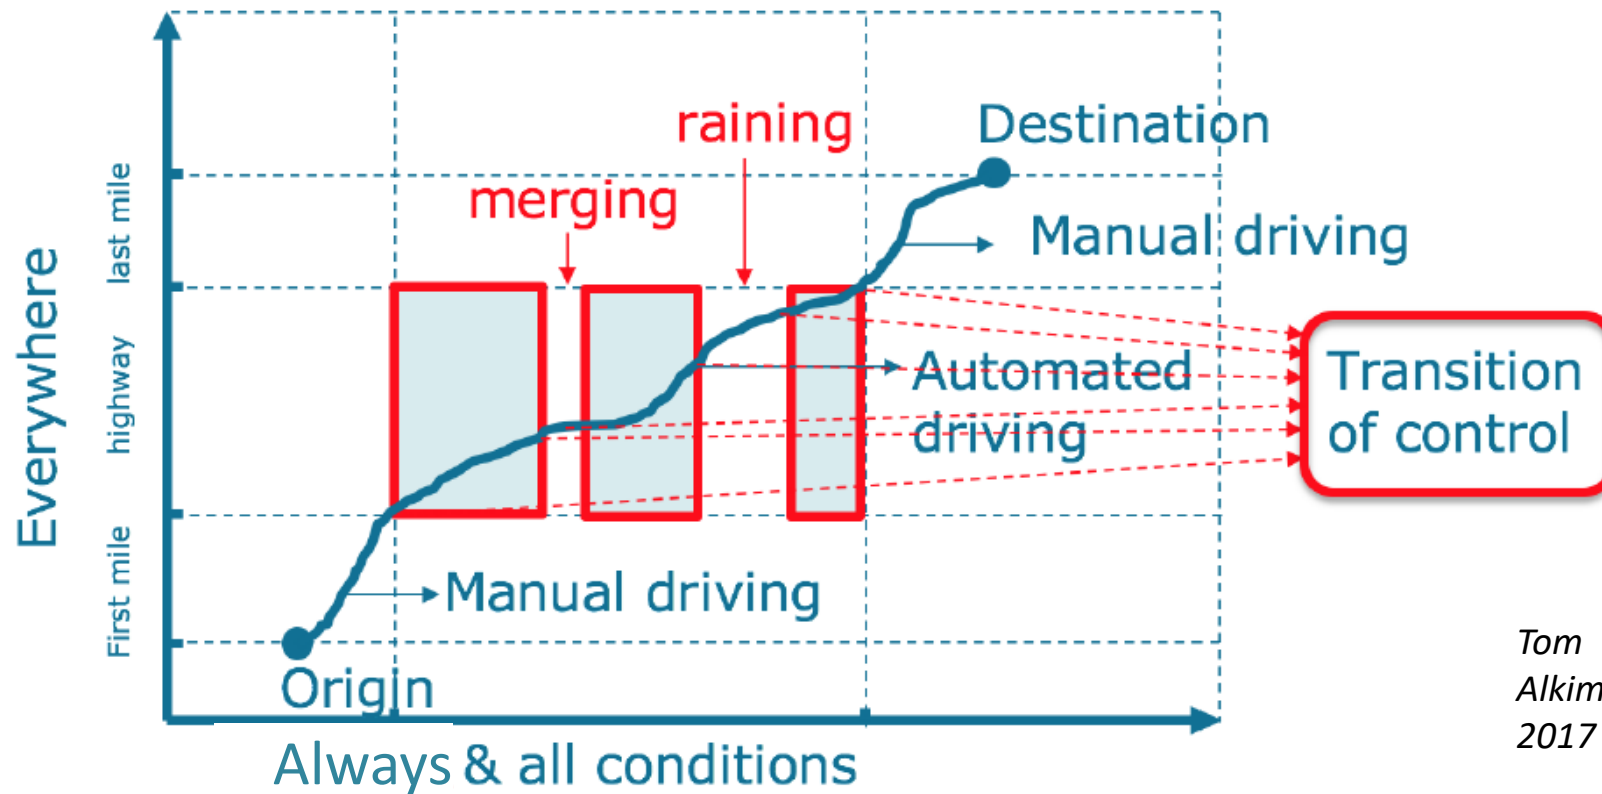 raining
Destination
merging
Manual driving
Everywhere
last mile
highway
First mile
Automated
driving
Transition
of control
Manual driving
Origin
Always & all conditions
Tom
2017